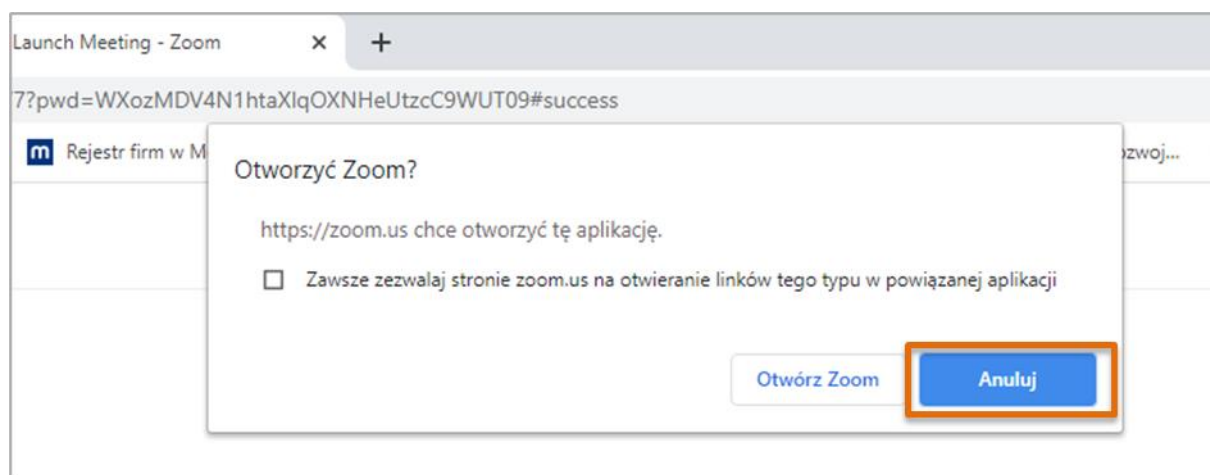 Launch Meeting - Zoom
7?pwd=WXozMDV4N1htaXlqOXNHeUtzcC9WUT09#success
m Rejestr firm w M
ozwoj...
Otworzyć Zoom?
https://zoom.us chce otworzyć tę aplikację.
Zawsze zezwalaj stronie zoom.us na otwieranie linków tego typu w powiązanej aplikacji
Otwórz Zoom Anuluj